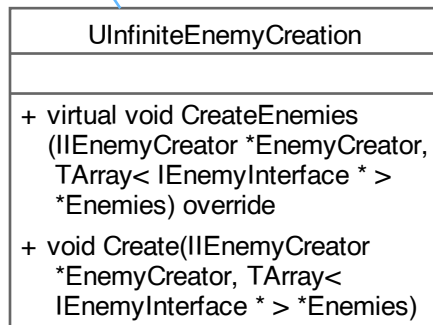 UInfiniteEnemyCreation
+ virtual void CreateEnemies
(IIEnemyCreator *EnemyCreator,
TArray< IEnemyInterface * >
*Enemies) override
+ void Create(IIEnemyCreator
*EnemyCreator, TArray<
IEnemyInterface * > *Enemies)